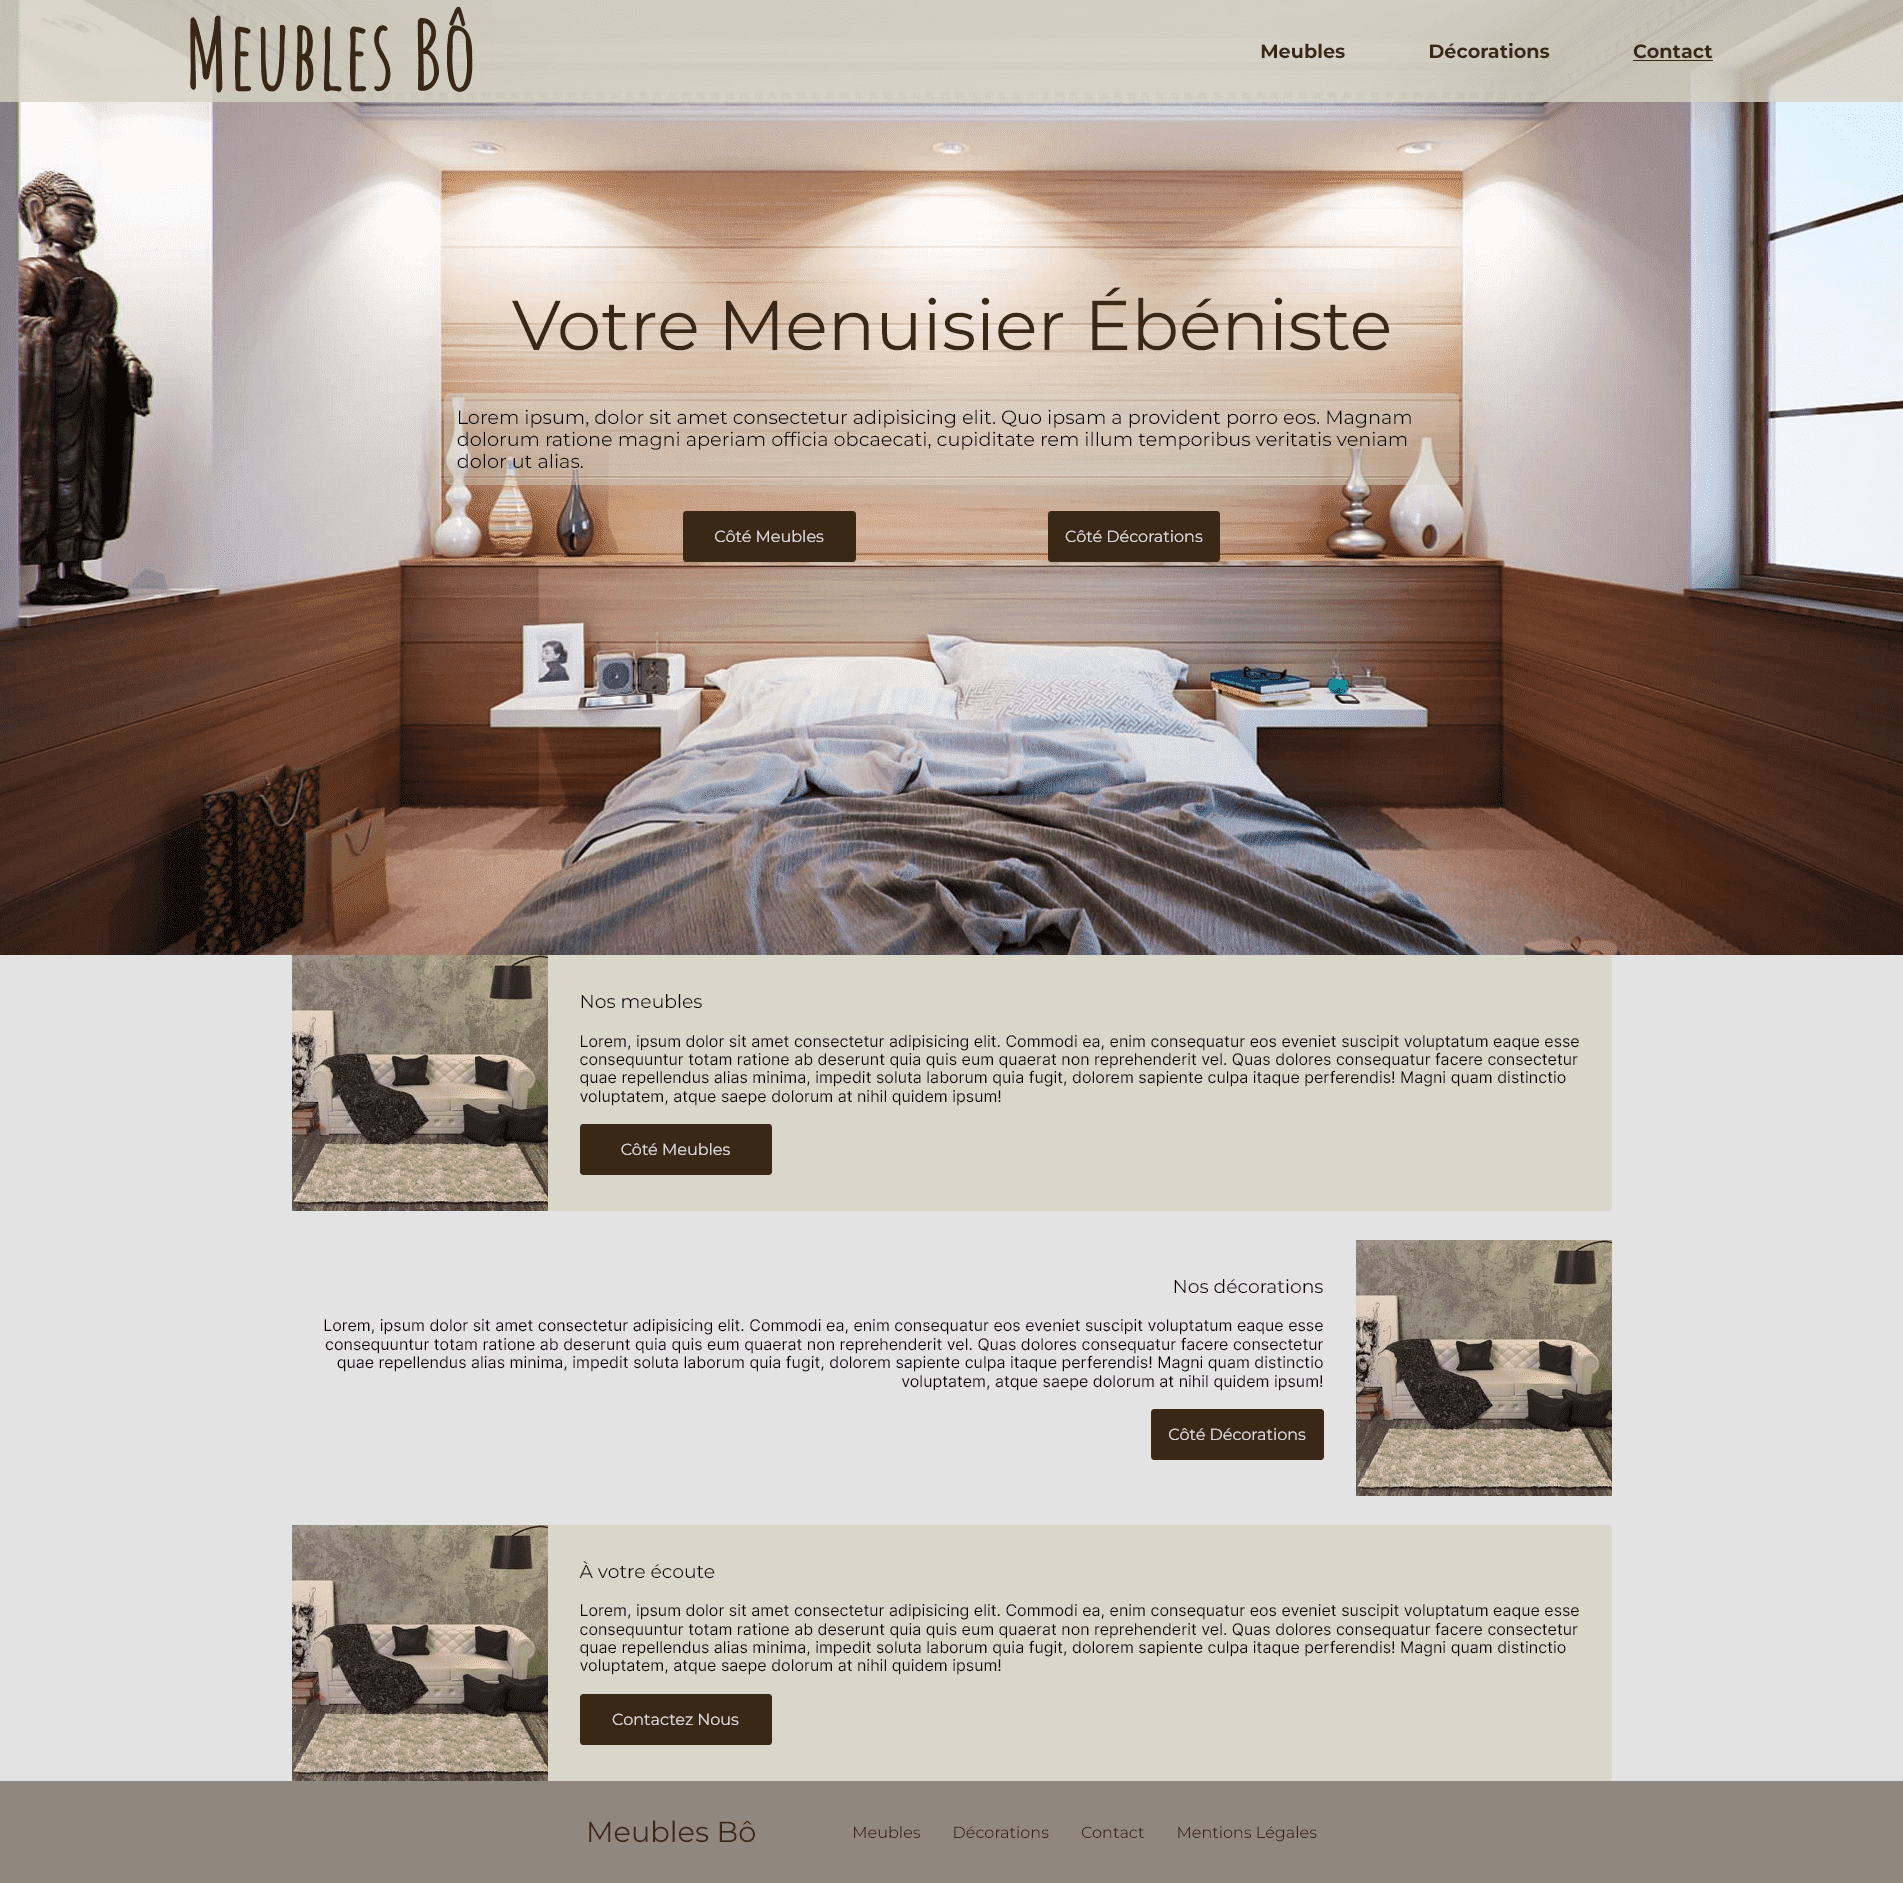 Meubles Bô
Meubles Décorations Contact
Votre Menuisier Ébéniste
Lorem ipsum, dolor sit amet consectetur adipisicing elit. Quo ipsam a provident porro eos. Magnam
dolorum ratione magni aperiam officia obcaecati, cupiditate rem illum temporibus veritatis veniam
dolor ut alias.
Côté Meubles Côté Décorations
Nos meubles
Lorem, ipsum dolor sit amet consectetur adipisicing elit. Commodi ea, enim consequatur eos eveniet suscipit voluptatum eaque esse
consequuntur totam ratione ab deserunt quia quis eum quaerat non reprehenderit vel. Quas dolores consequatur facere consectetur
quae repellendus alias minima, impedit soluta laborum quia fugit, dolorem sapiente culpa itaque perferendis! Magni quam distinctio
voluptatem, atque saepe dolorum at nihil quidem ipsum!
Côté Meubles
Nos décorations
Lorem, ipsum dolor sit amet consectetur adipisicing elit. Commodi ea, enim consequatur eos eveniet suscipit voluptatum eaque esse
consequuntur totam ratione ab deserunt quia quis eum quaerat non reprehenderit vel. Quas dolores consequatur facere consectetur
quae repellendus alias minima, impedit soluta laborum quia fugit, dolorem sapiente culpa itaque perferendis! Magni quam distinctio
voluptatem, atque saepe dolorum at nihil quidem ipsum!
Côté Décorations
À votre écoute
Lorem, ipsum dolor sit amet consectetur adipisicing elit. Commodi ea, enim consequatur eos eveniet suscipit voluptatum eaque esse
consequuntur totam ratione ab deserunt quia quis eum quaerat non reprehenderit vel. Quas dolores consequatur facere consectetur
quae repellendus alias minima, impedit soluta laborum quia fugit, dolorem sapiente culpa itaque perferendis! Magni quam distinctio
voluptatem, atque saepe dolorum at nihil quidem ipsum!
Contactez Nous
Meubles Bô Meubles Décorations Contact Mentions Légales